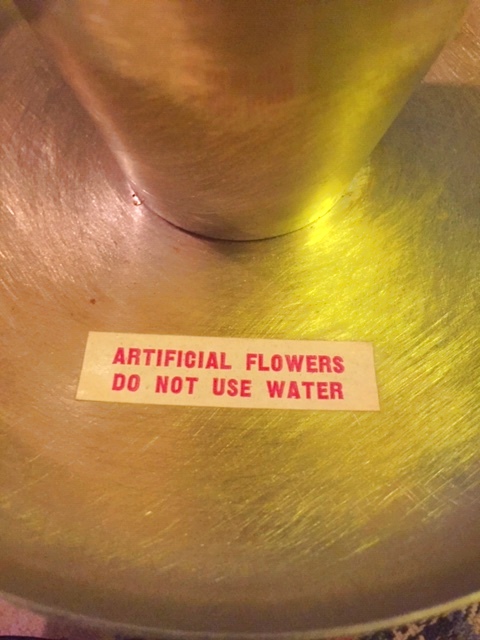 ARTIFICIAL FLOWERS
DO NOT USE WATER